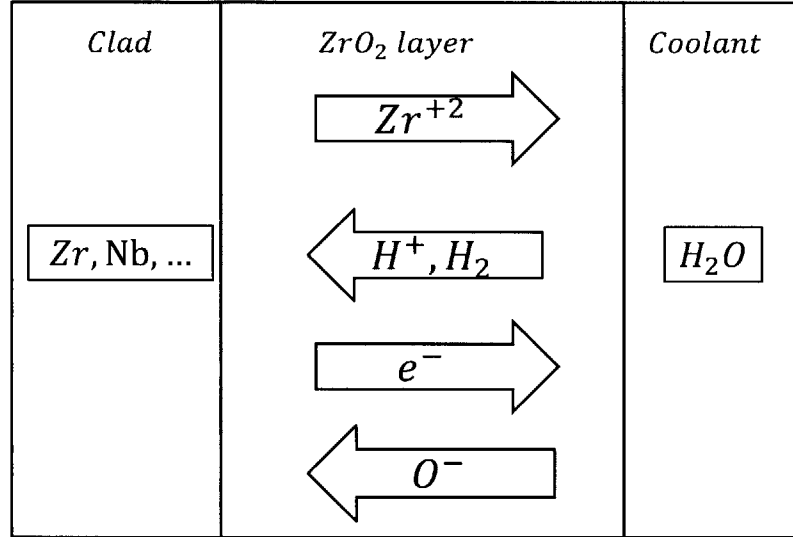 Clad
ZrO₂ layer
Coolant
Zr⁺²
Zr, Nb, ...
H⁺, H₂
H₂O
e⁻
O⁻